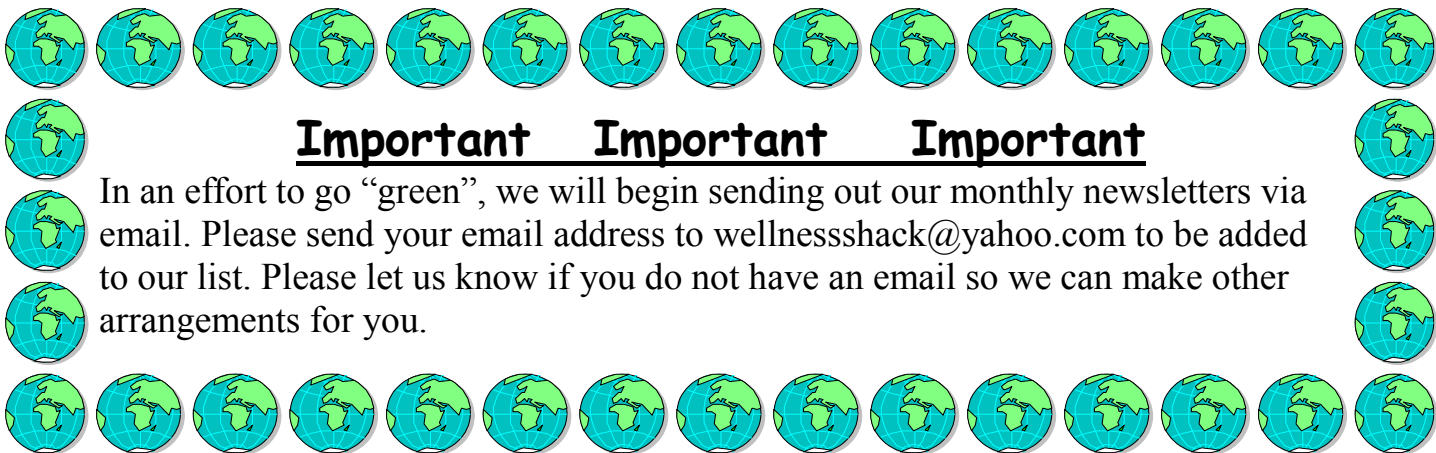 Important Important Important
In an effort to go “green”, we will begin sending out our monthly newsletters via
email. Please send your email address to wellnessshack@yahoo.com to be added
to our list. Please let us know if you do not have an email so we can make other
arrangements for you.